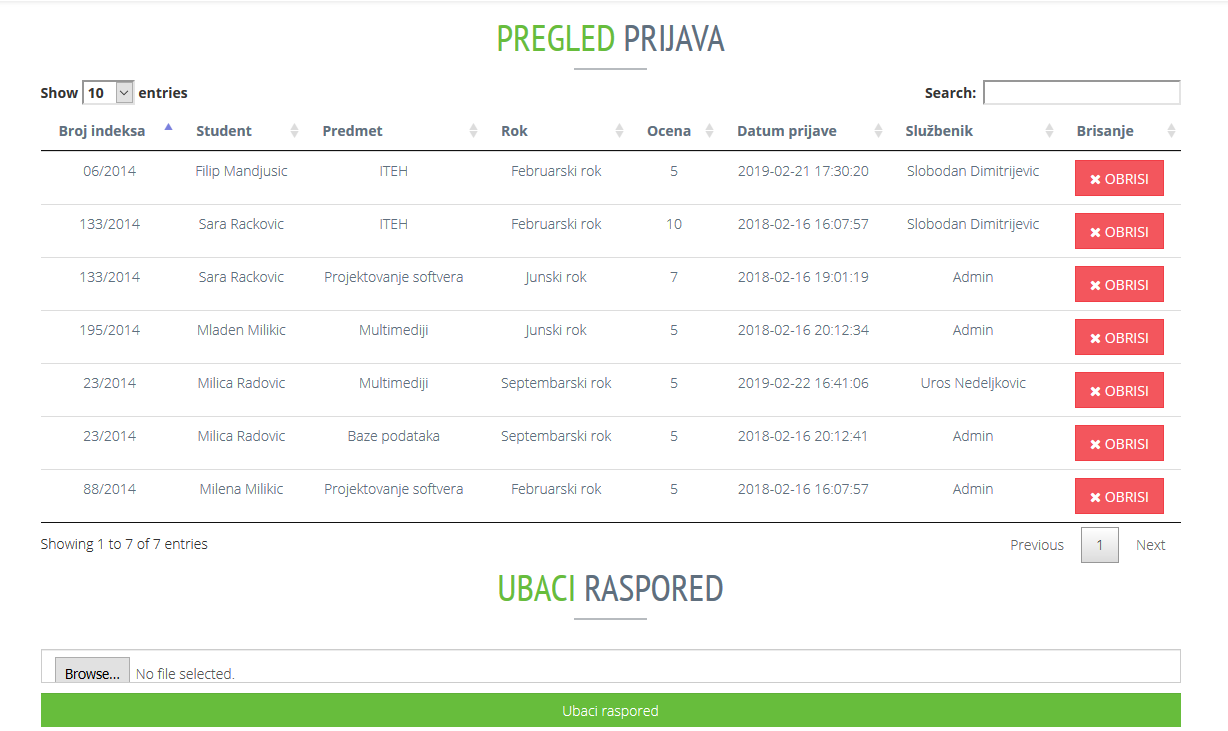 PREGLED PRIJAVA
Show 10 entries Search:
Broj indeksa Student Predmet Rok Ocena Datum prijave Službenik Brisanje
06/2014 Filip Mandjusic ITEH Februarski rok 5 2019-02-21 17:30:20 Slobodan Dimitrijevic ✖ OBRISI
133/2014 Sara Rackovic ITEH Februarski rok 10 2018-02-16 16:07:57 Slobodan Dimitrijevic ✖ OBRISI
133/2014 Sara Rackovic Projektovanje softvera Junski rok 7 2018-02-16 19:01:19 Admin ✖ OBRISI
195/2014 Mladen Milikic Multimediji Junski rok 5 2018-02-16 20:12:34 Admin ✖ OBRISI
23/2014 Milica Radovic Multimediji Septembarski rok 5 2019-02-22 16:41:06 Uros Nedeljkovic ✖ OBRISI
23/2014 Milica Radovic Baze podataka Septembarski rok 5 2018-02-16 20:12:41 Admin ✖ OBRISI
88/2014 Milena Milikic Projektovanje softvera Februarski rok 5 2018-02-16 16:07:57 Admin ✖ OBRISI
Showing 1 to 7 of 7 entries Previous 1 Next
UBACI RASPORED
Browse... No file selected.
Ubaci raspored